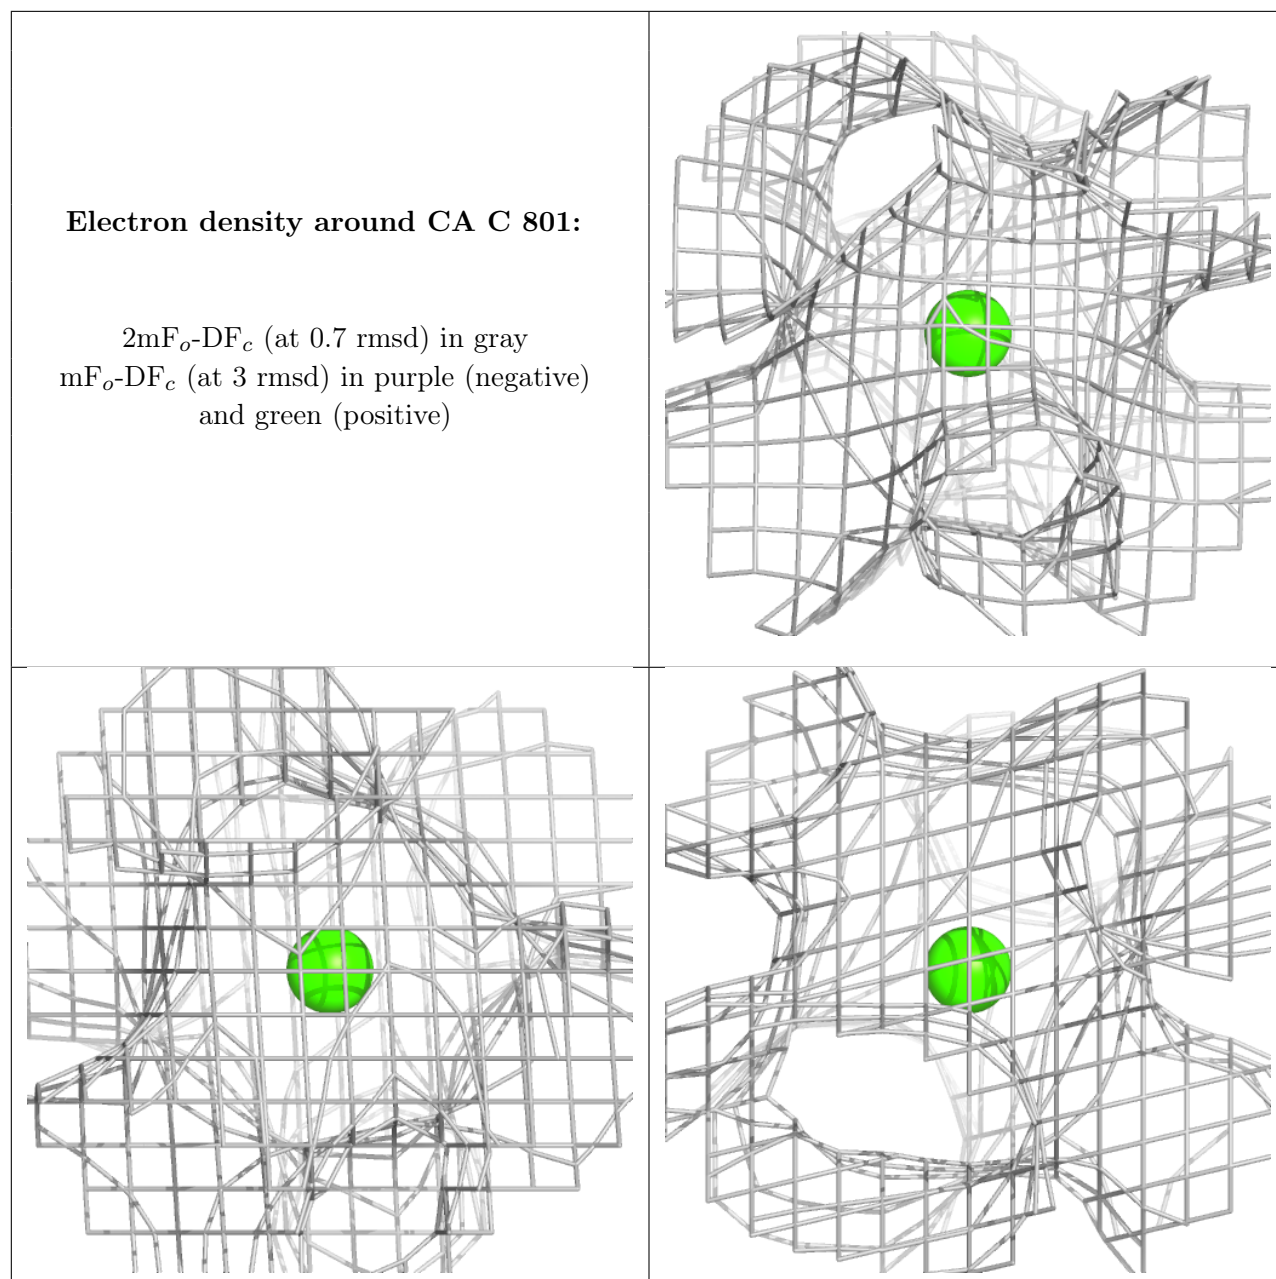 Electron density around CA C 801:
2mFo-DFc (at 0.7 rmsd) in gray
mFo-DFc (at 3 rmsd) in purple (negative)
and green (positive)